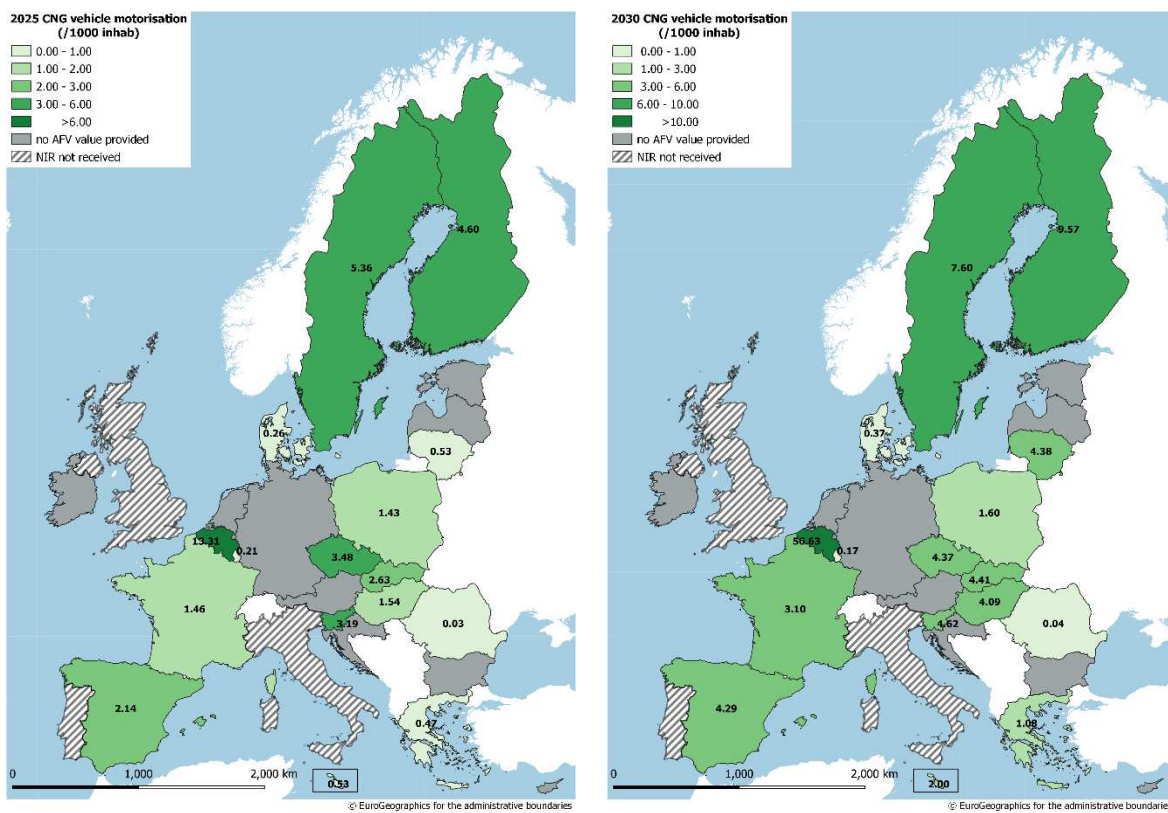 2025 CNG vehicle motorisation
(/1000 inhab)
0.00 - 1.00
1.00 - 2.00
2.00 - 3.00
3.00 - 6.00
>6.00
no AFV value provided
NIR not received
4.60
5.36
0.26
0.53
1.43
13.31
0.21
3.48
2.63
1.46
1.54
3.19
0.03
2.14
0.47
0 1,000 2,000 km
0.53
© EuroGeographics for the administrative boundaries
2030 CNG vehicle motorisation
(/1000 inhab)
0.00 - 1.00
1.00 - 3.00
3.00 - 6.00
6.00 - 10.00
>10.00
no AFV value provided
NIR not received
9.57
7.60
0.37
4.38
1.60
56.63
0.17
4.37
4.41
3.10
4.09
4.62
0.04
4.29
1.08
0 1,000 2,000 km
2.00
© EuroGeographics for the administrative boundaries